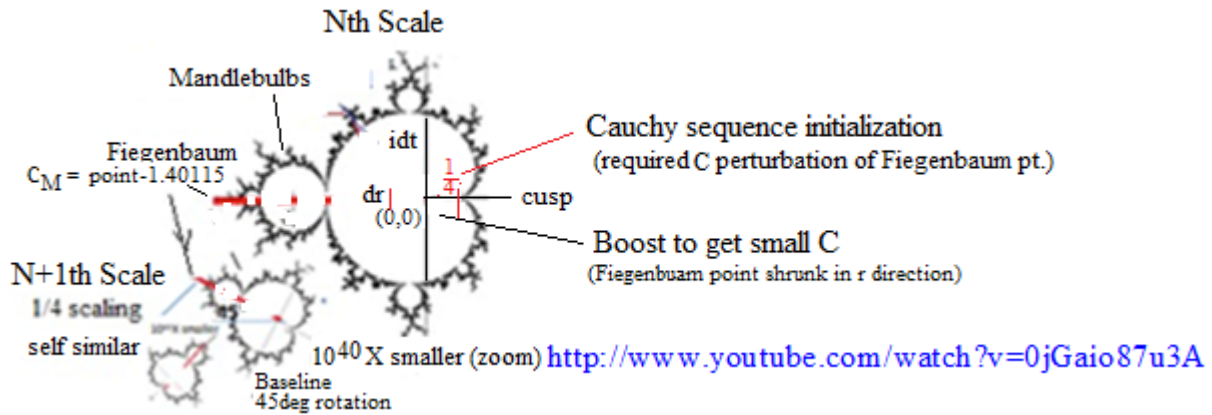 Nth Scale
Mandlebulbs
idt
Cauchy sequence initialization
(required C perturbation of Fiegenbaum pt.)
Fiegenbaum
C_M = point-1.40115
1/4
dr
(0,0)
cusp
Boost to get small C
(Fiegenbuam point shrunk in r direction)
N+1th Scale
1/4 scaling
self similar
45
10^40 X smaller (zoom) http://www.youtube.com/watch?v=0jGaio87u3A
Baseline
45deg rotation